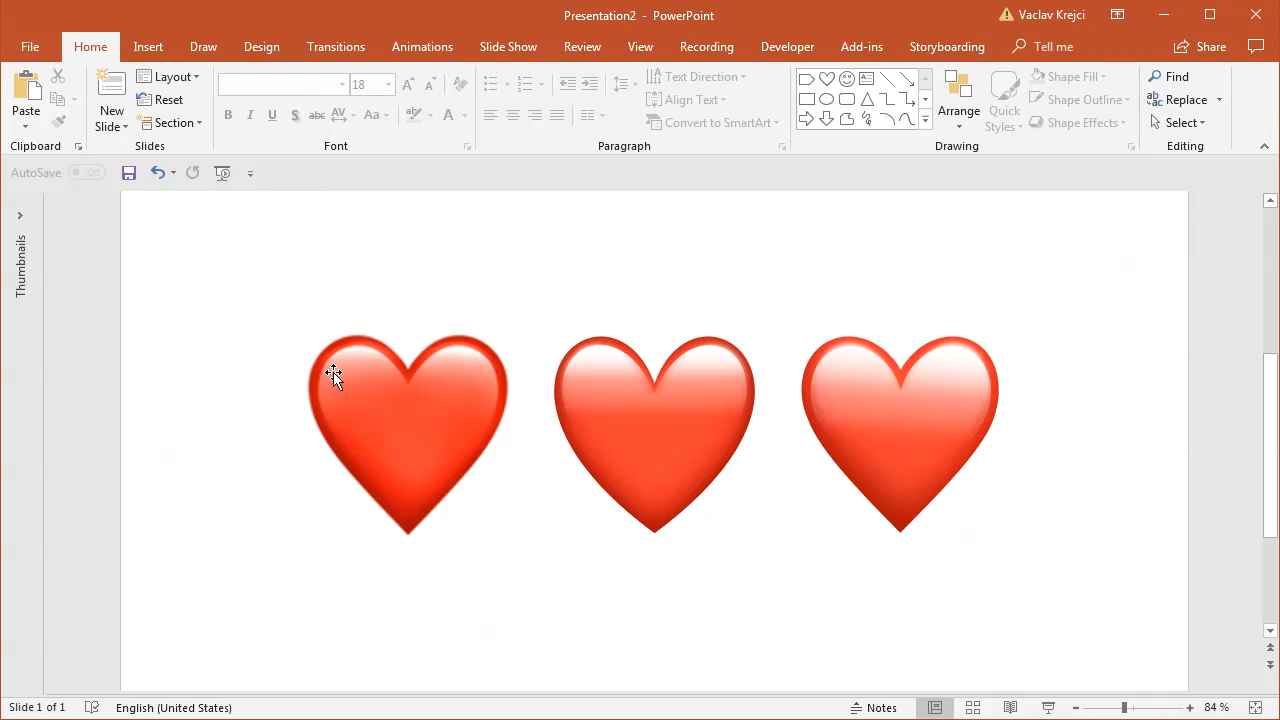 Presentation2 - PowerPoint
Vaclav Krejci
File Home Insert Draw Design Transitions Animations Slide Show Review View Recording Developer Add-ins Storyboarding Tell me Share
Paste
Clipboard
New
Slide
Layout
Reset
Section
Slides
18
B I U S abc AV Aa A
Font
Text Direction
Align Text
Convert to SmartArt
Paragraph
Arrange
Quick
Styles
Shape Fill
Shape Outline
Shape Effects
Drawing
Find
Replace
Select
Editing
AutoSave Off
Thumbnails
Slide 1 of 1 English (United States) Notes 84 %